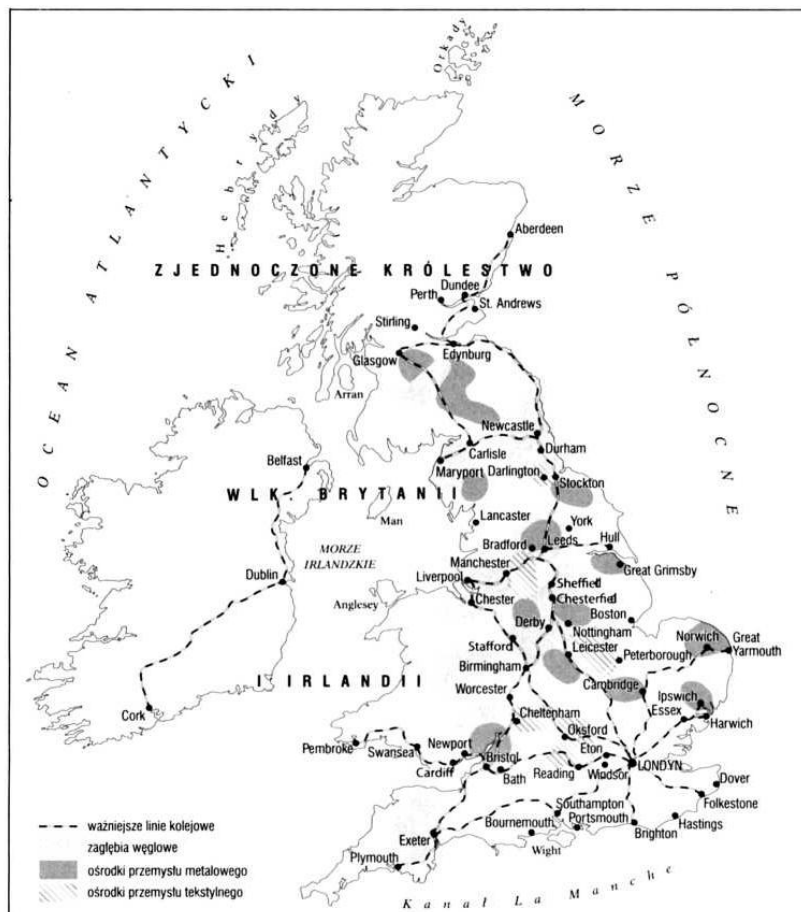 OCEAN ATLANTYCKI
Hebrydy
Orkady
MORZE PÓŁNOCNE
Aberdeen
ZJEDNOCZONE KRÓLESTWO
Dundee
Perth
St. Andrews
Stirling
Glasgow
Edynburg
Arran
Newcastle
Carlisle
Durham
Belfast
Maryport
Darlington
Stockton
WLK. BRYTANII
Man
Lancaster
York
MORZE
IRLANDZKIE
Bradford
Leeds
Hull
Manchester
Dublin
Liverpool
Great Grimsby
Sheffield
Anglesey
Chester
Chesterfield
Boston
Derby
Nottingham
Norwich
Great
Yarmouth
Stafford
Leicester
Peterborough
Birmingham
I IRLANDII
Cambridge
Worcester
Ipswich
Essex
Cork
Cheltenham
Harwich
Oksford
Pembroke
Swansea
Newport
Eton
Cardiff
Bristol
Bath
Reading
Windsor
LONDYN
Dover
Folkestone
Southampton
Bournemouth
Portsmouth
Hastings
Brighton
Exeter
Wight
Plymouth
Kanał La Manche
ważniejsze linie kolejowe
zagłębia węglowe
ośrodki przemysłu metalowego
ośrodki przemysłu tekstylnego